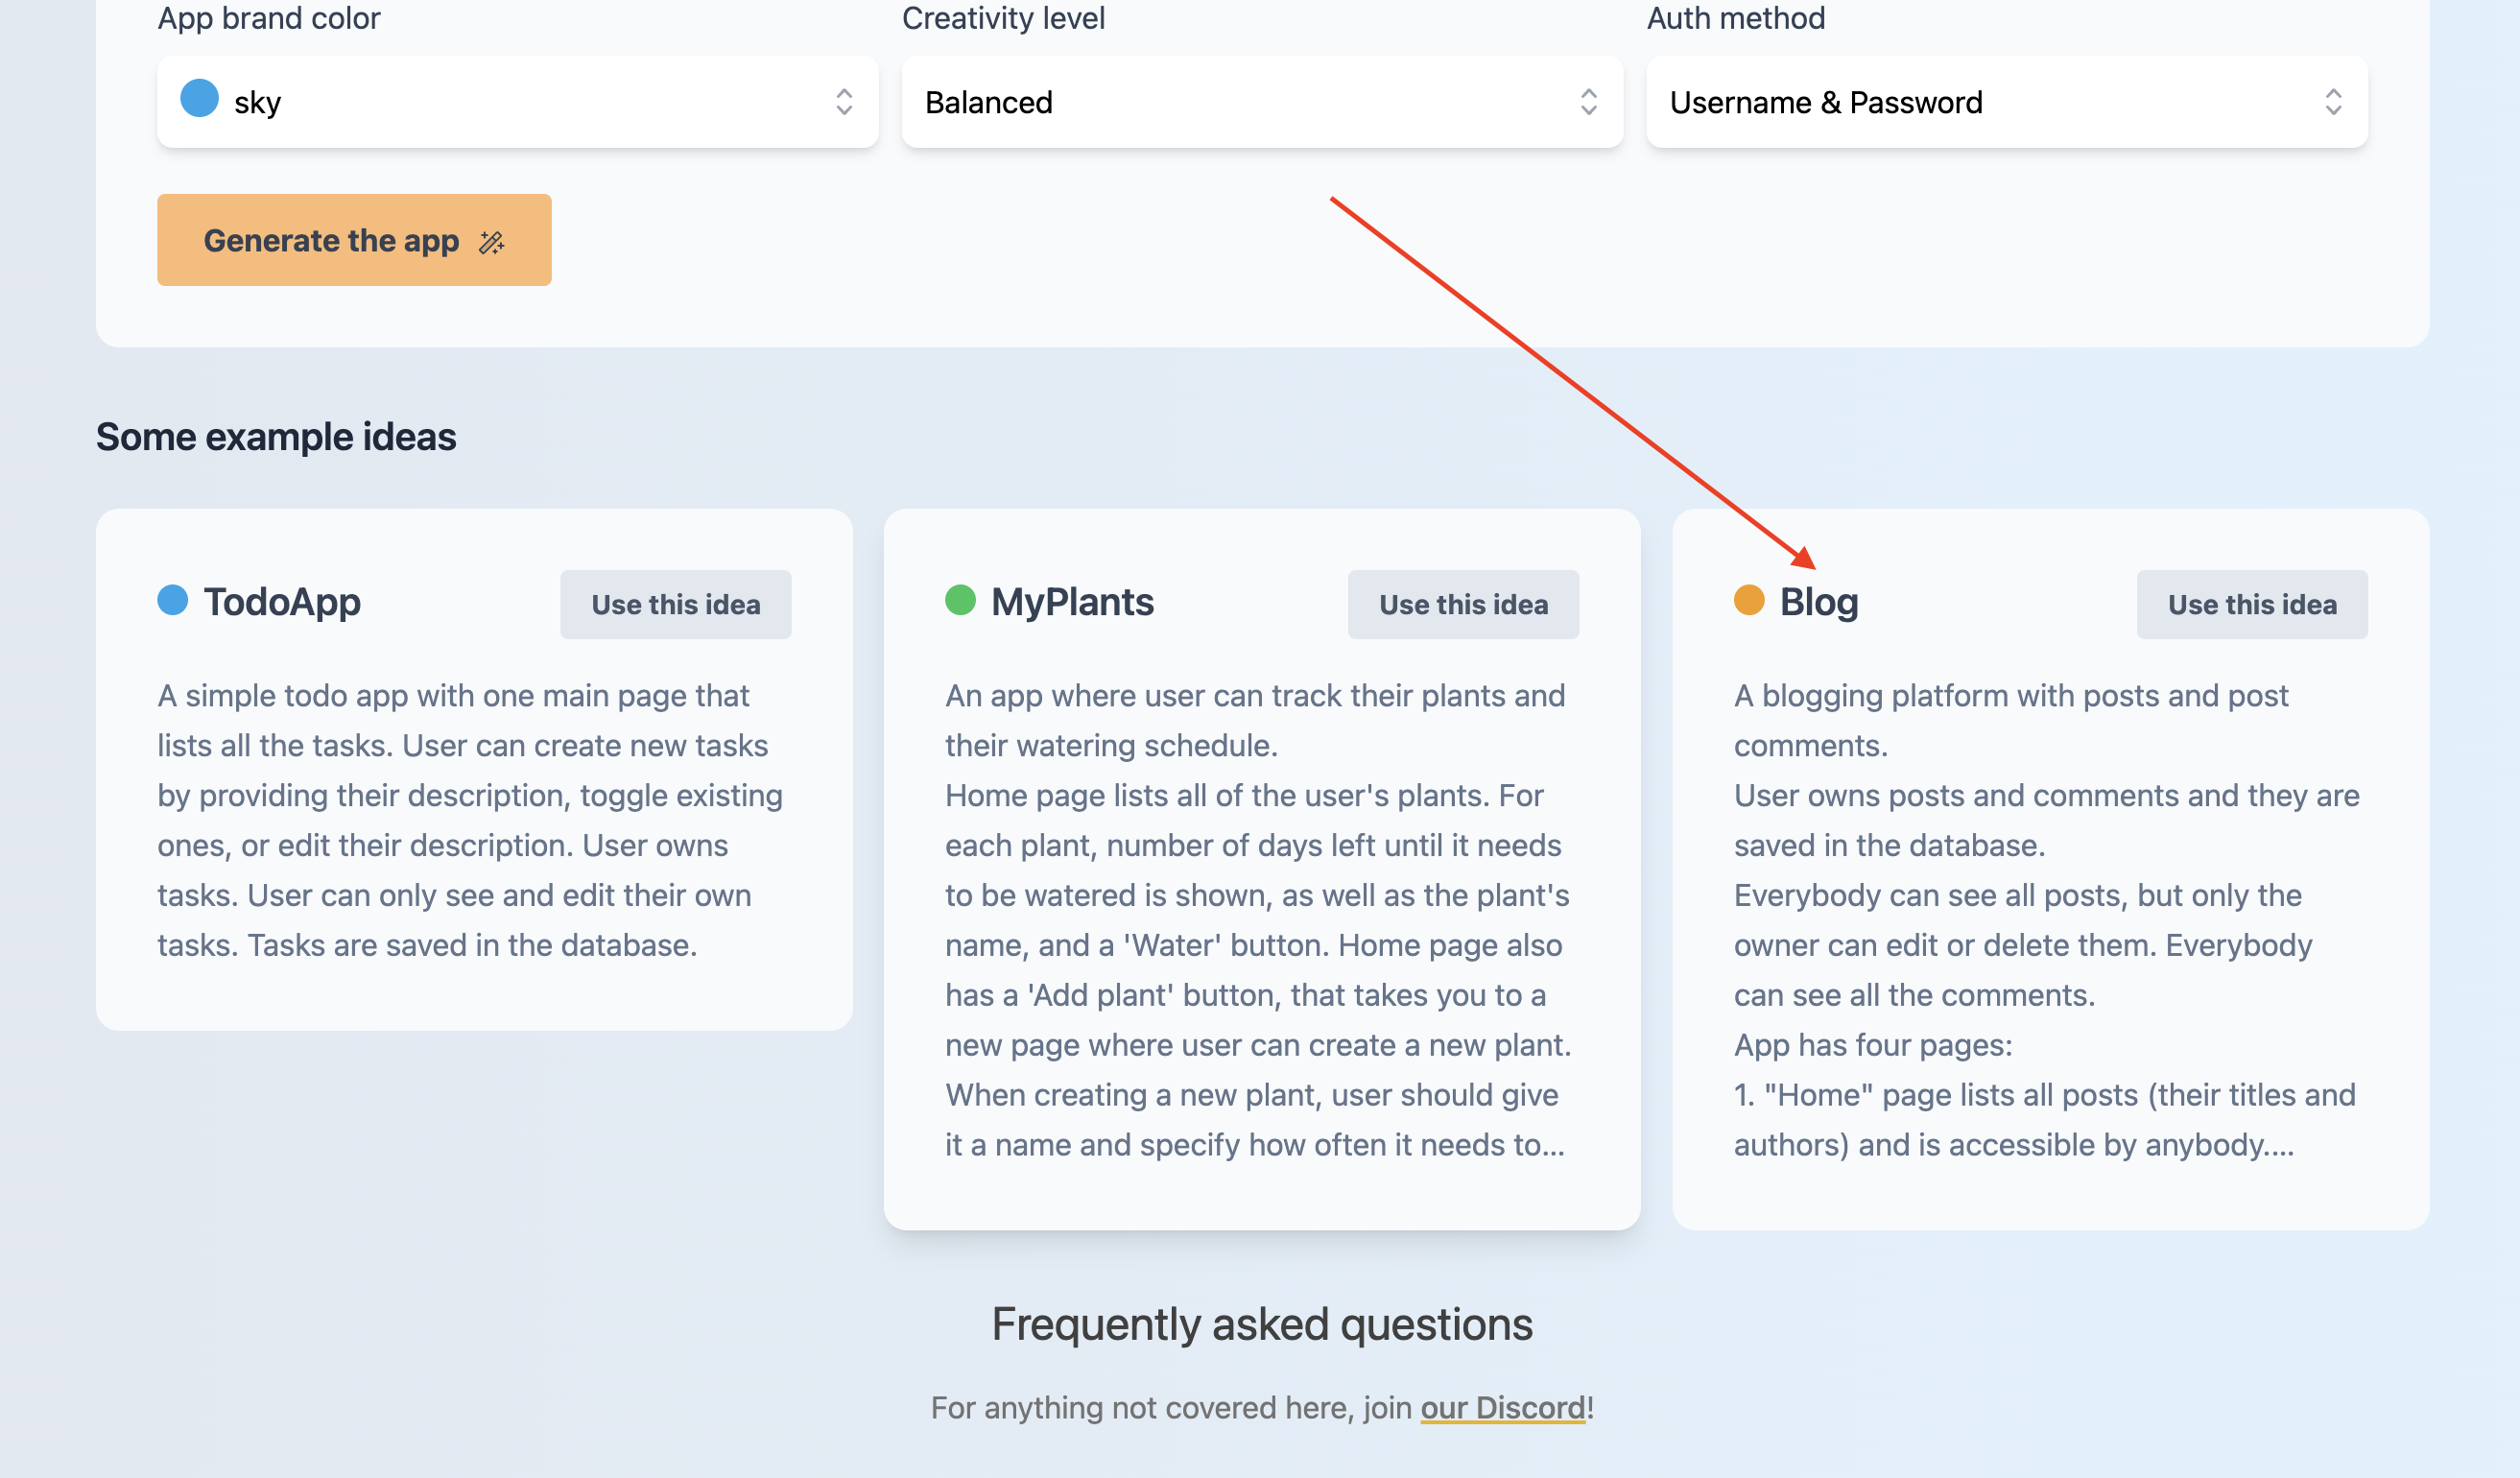 App brand color
Creativity level
Auth method
sky
Balanced
Username & Password
Generate the app
Some example ideas
TodoApp
Use this idea
A simple todo app with one main page that
lists all the tasks. User can create new tasks
by providing their description, toggle existing
ones, or edit their description. User owns
tasks. User can only see and edit their own
tasks. Tasks are saved in the database.
MyPlants
Use this idea
An app where user can track their plants and
their watering schedule.
Home page lists all of the user's plants. For
each plant, number of days left until it needs
to be watered is shown, as well as the plant's
name, and a 'Water' button. Home page also
has a 'Add plant' button, that takes you to a
new page where user can create a new plant.
When creating a new plant, user should give
it a name and specify how often it needs to...
Blog
Use this idea
A blogging platform with posts and post
comments.
User owns posts and comments and they are
saved in the database.
Everybody can see all posts, but only the
owner can edit or delete them. Everybody
can see all the comments.
App has four pages:
1. "Home" page lists all posts (their titles and
authors) and is accessible by anybody....
Frequently asked questions
For anything not covered here, join our Discord!